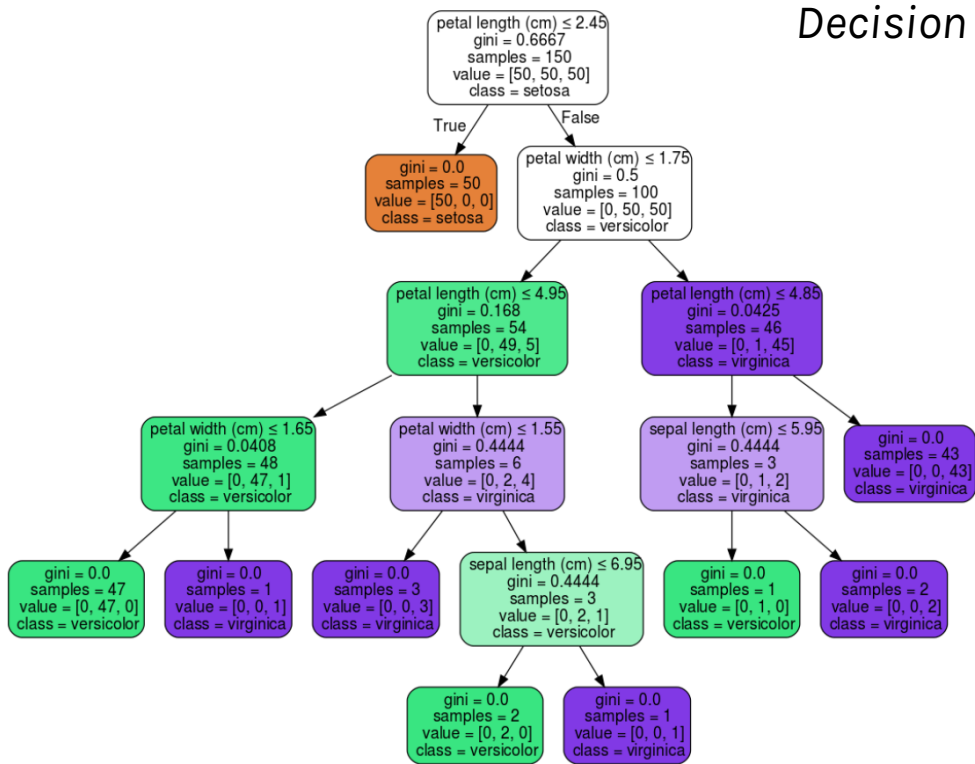 Decision
petal length (cm) ≤ 2.45
gini = 0.6667
samples = 150
value = [50, 50, 50]
class = setosa
True
False
gini = 0.0
samples = 50
value = [50, 0, 0]
class = setosa
petal width (cm) ≤ 1.75
gini = 0.5
samples = 100
value = [0, 50, 50]
class = versicolor
petal length (cm) ≤ 4.95
gini = 0.168
samples = 54
value = [0, 49, 5]
class = versicolor
petal length (cm) ≤ 4.85
gini = 0.0425
samples = 46
value = [0, 1, 45]
class = virginica
petal width (cm) ≤ 1.65
gini = 0.0408
samples = 48
value = [0, 47, 1]
class = versicolor
petal width (cm) ≤ 1.55
gini = 0.4444
samples = 6
value = [0, 2, 4]
class = virginica
sepal length (cm) ≤ 5.95
gini = 0.4444
samples = 3
value = [0, 1, 2]
class = virginica
gini = 0.0
samples = 43
value = [0, 0, 43]
class = virginica
gini = 0.0
samples = 47
value = [0, 47, 0]
class = versicolor
gini = 0.0
samples = 1
value = [0, 0, 1]
class = virginica
gini = 0.0
samples = 3
value = [0, 0, 3]
class = virginica
sepal length (cm) ≤ 6.95
gini = 0.4444
samples = 3
value = [0, 2, 1]
class = versicolor
gini = 0.0
samples = 1
value = [0, 1, 0]
class = versicolor
gini = 0.0
samples = 2
value = [0, 0, 2]
class = virginica
gini = 0.0
samples = 2
value = [0, 2, 0]
class = versicolor
gini = 0.0
samples = 1
value = [0, 0, 1]
class = virginica